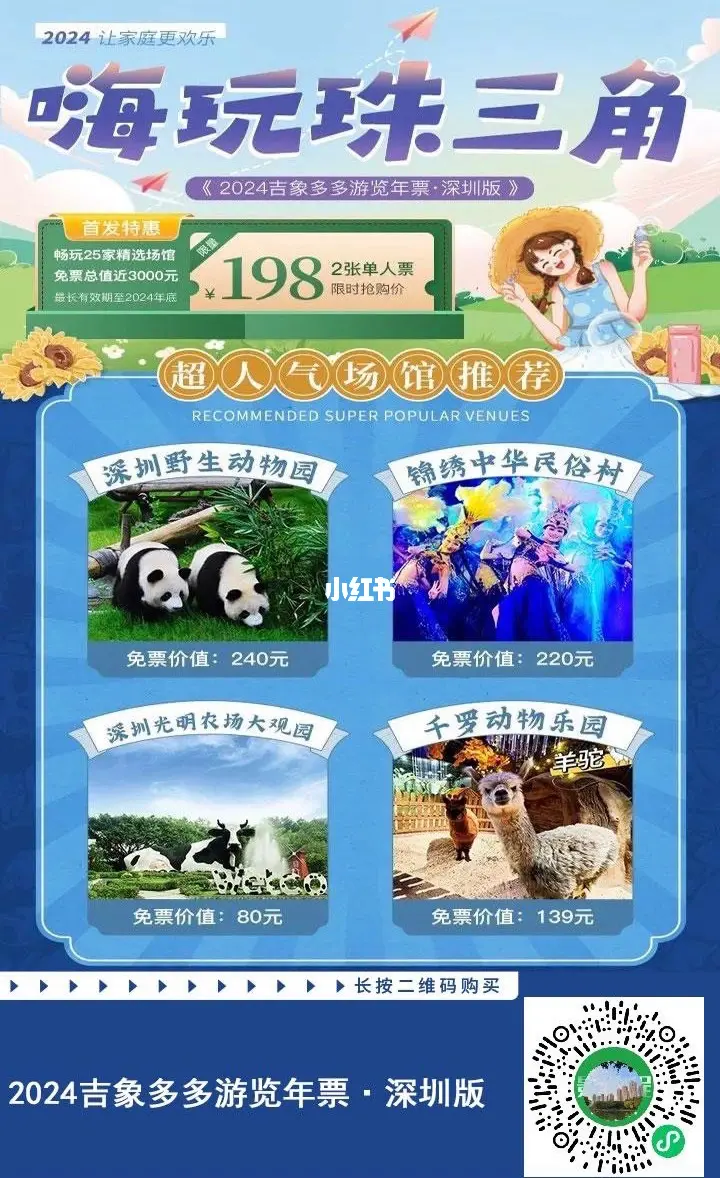 2024 让家庭更欢乐
嗨玩珠三角
《 2024吉象多多游览年票·深圳版 》
首发特惠
畅玩25家精选场馆
免票总值近3000元
最长有效期至2024年底
限量
¥198
2张单人票
限时抢购价
超人气场馆推荐
RECOMMENDED SUPER POPULAR VENUES
深圳野生动物园
锦绣中华民俗村
小红书
免票价值：240元
免票价值：220元
深圳光明农场大观园
千罗动物乐园
羊驼
Welco
免票价值：80元
免票价值：139元
长按二维码购买
2024吉象多多游览年票·深圳版